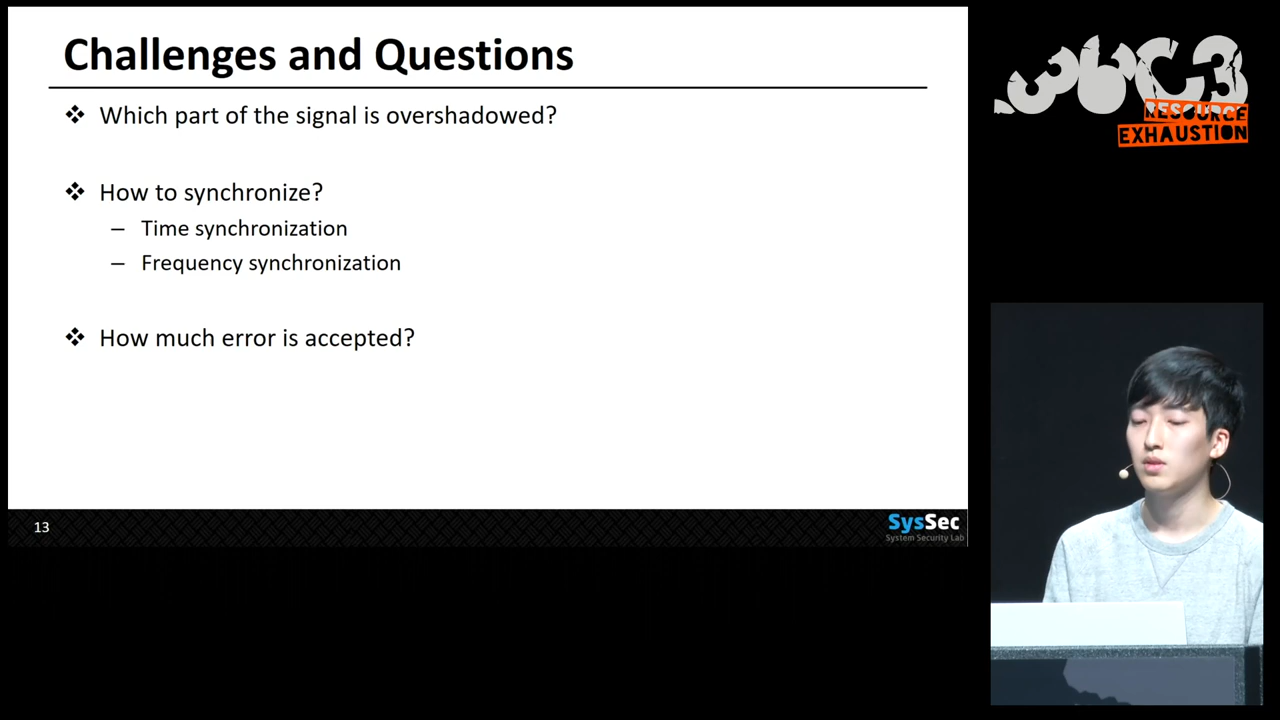 Challenges and Questions
❖ Which part of the signal is overshadowed?
❖ How to synchronize?
– Time synchronization
– Frequency synchronization
❖ How much error is accepted?
13
SysSec
System Security Lab
36C3
RESOURCE
EXHAUSTION